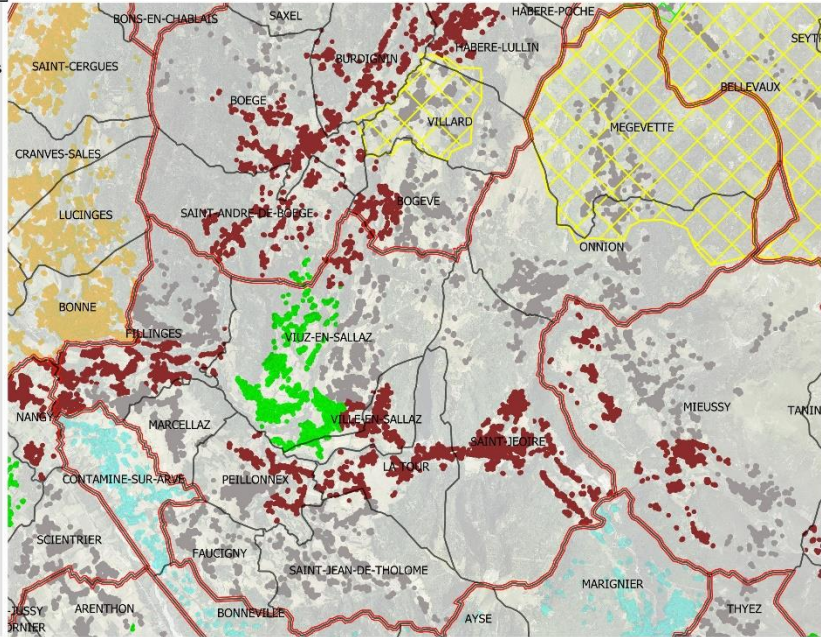 BONS-EN-CHABLAIS
SAXEL
HABERE-POCHE
SAINT-CERGUES
BURDIGNIN
HABERE-LULLIN
BELLEVAUX
BOEGE
VILLARD
MEGEVETTE
CRANVES-SALES
LUCINGES
SAINT-ANDRE-DE-BOEGE
BOGEVE
ONNION
BONNE
FILLINGES
VIUZ-EN-SALLAZ
NANGY
MARCELLAZ
VILLE-EN-SALLAZ
MIEUSSY
SAINT-JEOIRE
LA-TOUR
CONTAMINE-SUR-ARVE
PEILLONNEX
SCIENTRIER
FAUCIGNY
SAINT-JEAN-DE-THOLOME
MARIGNIER
-JUSSY
ARENTHON
BONNEVILLE
AYSE
THYEZ